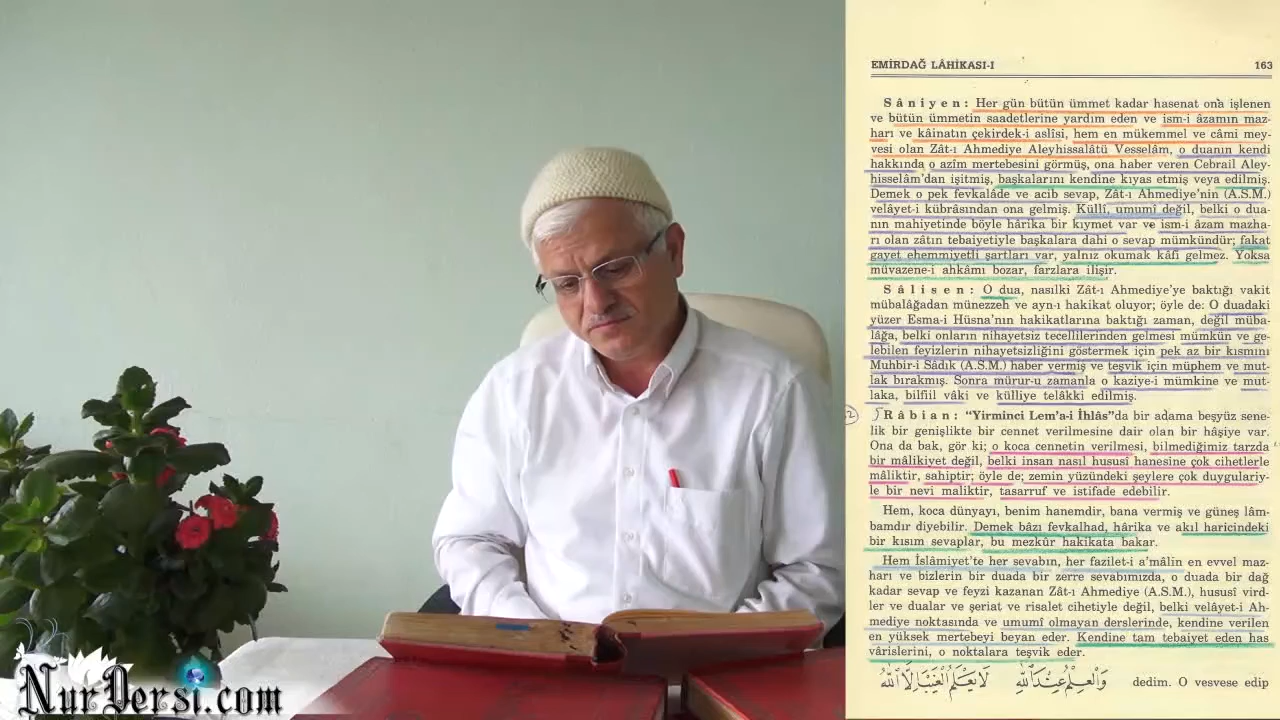 EMİRDAĞ LÂHİKASI-I 163
Sâniyen: Her gün bütün ümmet kadar hasenat ona işlenen
ve bütün ümmetin saadetlerine yardım eden ve ism-i âzamın maz-
harı ve kâinatın çekirdek-i aslîsi, hem en mükemmel ve câmi mey-
vesi olan Zât-ı Ahmediye Aleyhissalâtü Vesselâm, o duanın kendi
hakkında o azîm mertebesini görmüş, ona haber veren Cebrail Aley-
hisselâm'dan işitmiş, başkalarını kendine kıyas etmiş veya edilmiş.
Demek o pek fevkalâde ve acib sevap, Zât-ı Ahmediye'nin (A.S.M.)
velâyet-i kübrâsından ona gelmiş. Küllî, umumî değil, belki o dua-
nın mahiyetinde böyle hârika bir kıymet var ve ism-i âzam mazha-
rı olan zâtın tebaiyetiyle başkalara dahi o sevap mümkündür; fakat
gayet ehemmiyetli şartları var, yalnız okumak kâfi gelmez. Yoksa
müvazene-i ahkâmı bozar, farzlara ilişir.
Sâlisen: O dua, nasılki Zât-ı Ahmediye'ye baktığı vakit
mübalâğadan münezzeh ve ayn-ı hakikat oluyor; öyle de: O duadaki
yüzer Esma-i Hüsna'nın hakikatlarına baktığı zaman, değil müba-
lâğa, belki onların nihayetsiz tecellilerinden gelmesi mümkün ve ge-
lebilen feyizlerin nihayetsizliğini göstermek için pek az bir kısmını
Muhbir-i Sâdık (A.S.M.) haber vermiş ve teşvik için müphem ve mut-
lak bırakmış. Sonra mürur-u zamanla o kaziye-i mümkine ve mut-
laka, bilfiil vâki ve külliye telâkki edilmiş.
Râbian: "Yirminci Lem'a-i İhlâs"da bir adama beşyüz sene-
lik bir genişlikte bir cennet verilmesine dair olan bir hâşiye var.
Ona da bak, gör ki; o koca cennetin verilmesi, bilmediğimiz tarzda
bir mâlikiyet değil, belki insan nasıl hususî hanesine çok cihetlerle
mâliktir, sahiptir; öyle de; zemin yüzündeki şeylere çok duygulariy-
le bir nevi maliktir, tasarruf ve istifade edebilir.
Hem, koca dünyayı, benim hanemdir, bana vermiş ve güneş lâm-
bamdır diyebilir. Demek bâzı fevkalhad, hârika ve akıl haricindeki
bir kısım sevaplar, bu mezkûr hakikata bakar.
Hem İslâmiyet'te her sevabın, her fazilet-i a'mâlin en evvel maz-
harı ve bizlerin bir duada bir zerre sevabımızda, o duada bir dağ
kadar sevap ve feyzi kazanan Zât-ı Ahmediye (A.S.M.), hususî vird-
ler ve dualar ve şeriat ve risalet cihetiyle değil, belki velâyet-i Ah-
mediye noktasında ve umumî olmayan derslerinde, kendine verilen
en yüksek mertebeyi beyan eder. Kendine tam tebaiyet eden has
vârislerini, o noktalara teşvik eder.
وَالْعِلْمُ عِنْدَ اللّٰهِ لَا يَعْلَمُ الْغَيْبَ اِلَّا اللّٰهُ dedim. O vesvese edip
NurDersi.com